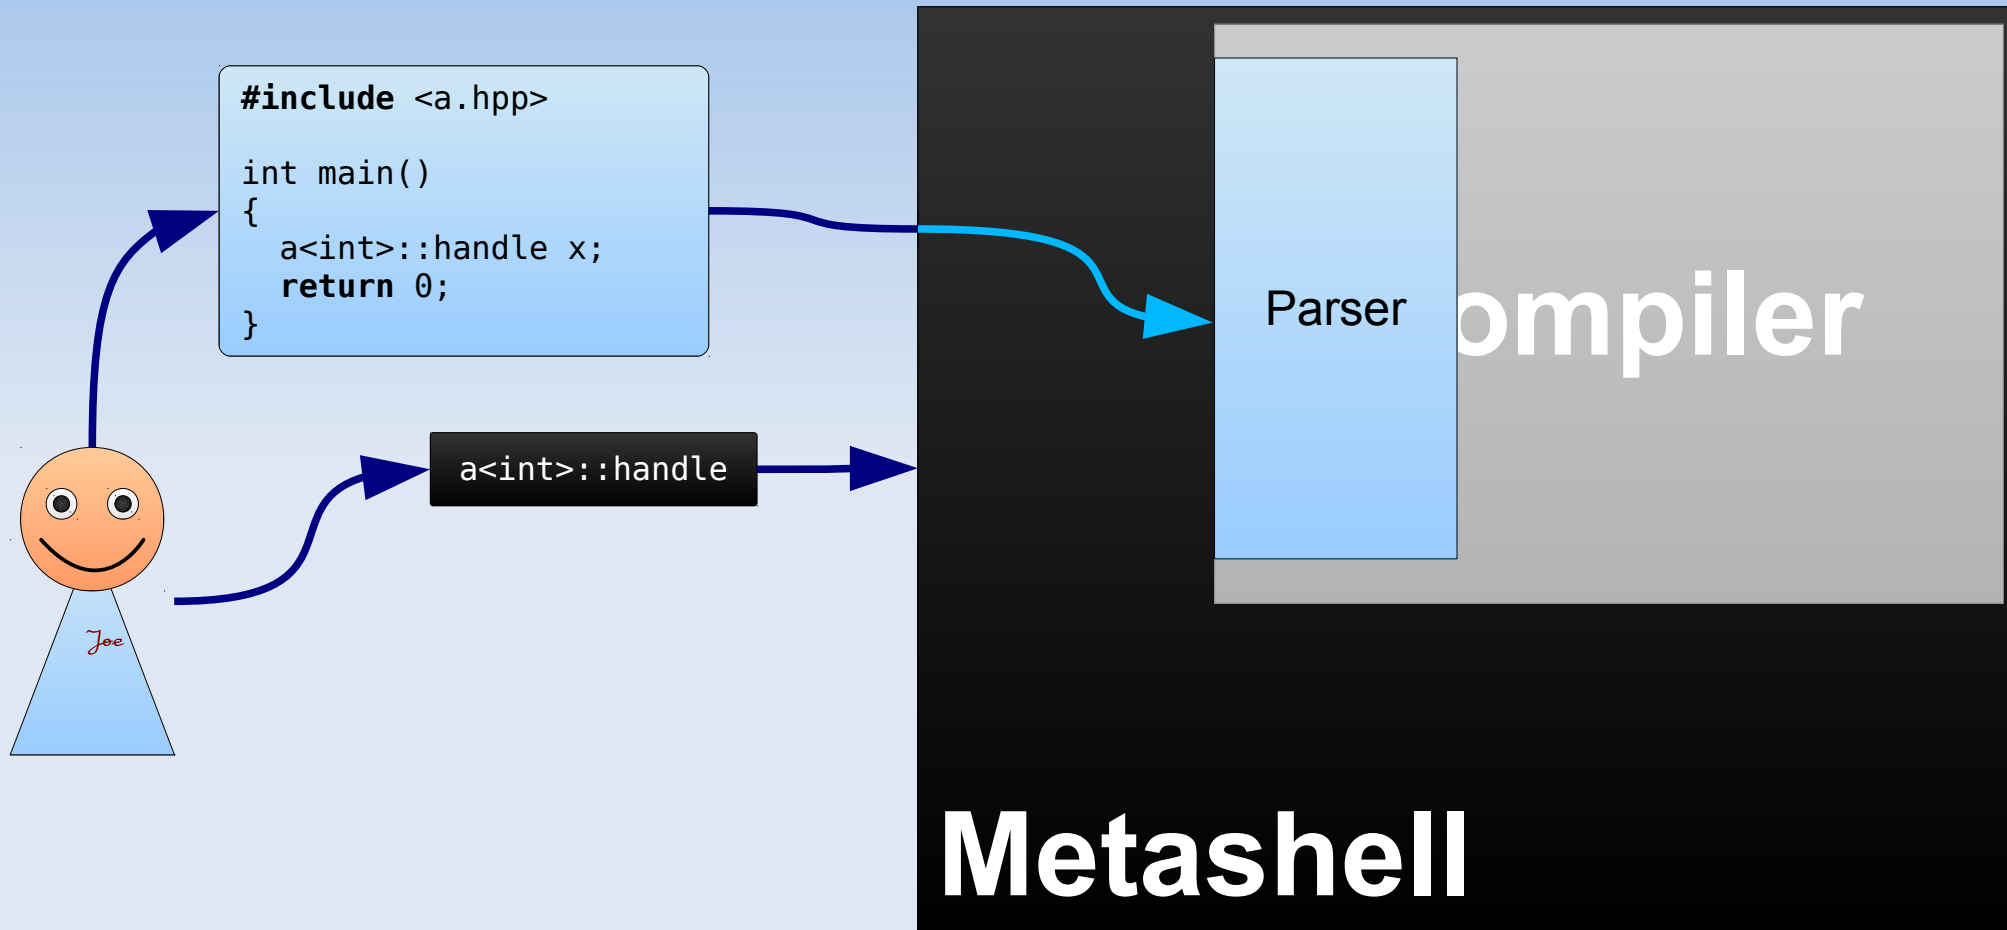 #include <a.hpp>
int main()
{
  a<int>::handle x;
  return 0;
}
Parser
ompiler
a<int>::handle
Joe
Metashell